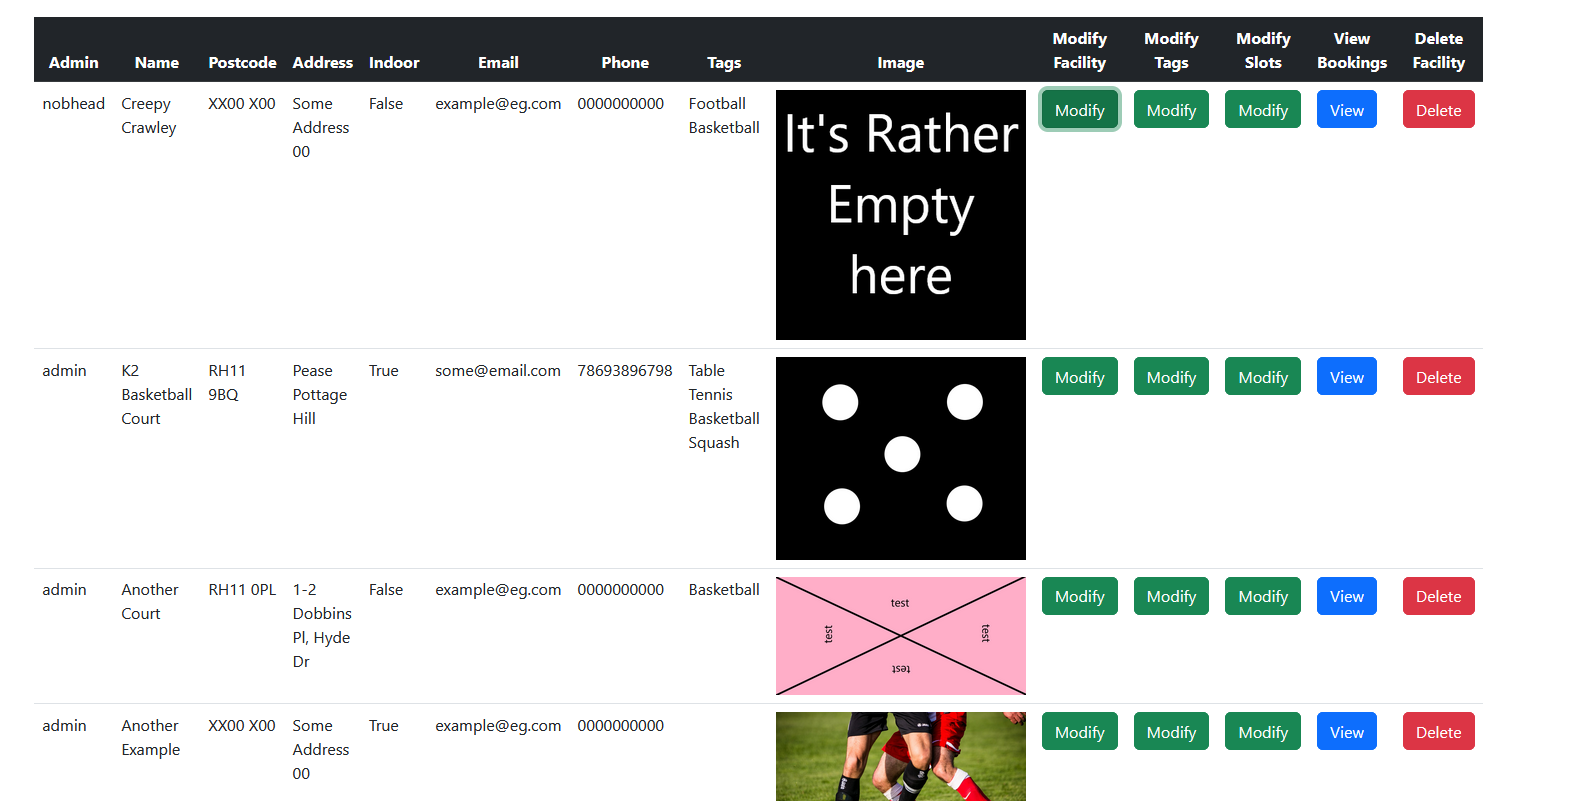 Admin Name Postcode Address Indoor Email Phone Tags Image Modify Facility Modify Tags Modify Slots View Bookings Delete Facility
nobhead Creepy Crawley XX00 X00 Some Address 00 False example@eg.com 0000000000 Football Basketball
It's Rather
Empty
here
Modify Modify Modify View Delete
admin K2 Basketball Court RH11 9BQ Pease Pottage Hill True some@email.com 78693896798 Table Tennis Basketball Squash
Modify Modify Modify View Delete
admin Another Court RH11 0PL 1-2 Dobbins Pl, Hyde Dr False example@eg.com 0000000000 Basketball
test
test
test
test
Modify Modify Modify View Delete
admin Another Example XX00 X00 Some Address 00 True example@eg.com 0000000000
Modify Modify Modify View Delete